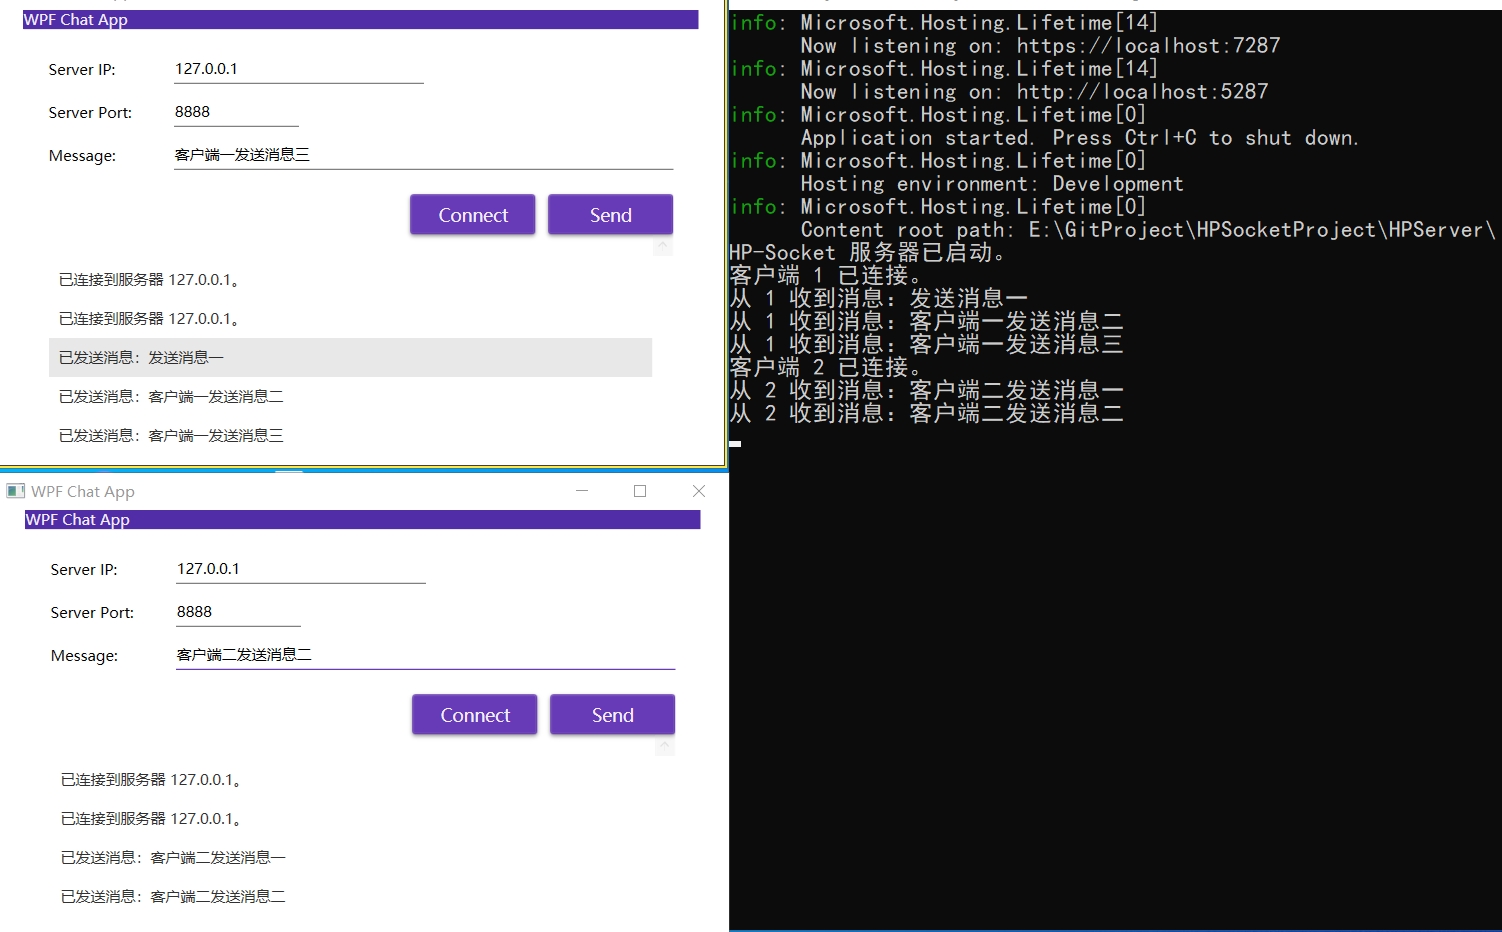 WPF Chat App
Server IP:
127.0.0.1
Server Port:
8888
Message:
客户端一发送消息三
Connect
Send
已连接到服务器 127.0.0.1。
已连接到服务器 127.0.0.1。
已发送消息：发送消息一
已发送消息：客户端一发送消息二
已发送消息：客户端一发送消息三
WPF Chat App
WPF Chat App
Server IP:
127.0.0.1
Server Port:
8888
Message:
客户端二发送消息二
Connect
Send
已连接到服务器 127.0.0.1。
已连接到服务器 127.0.0.1。
已发送消息：客户端二发送消息一
已发送消息：客户端二发送消息二
info: Microsoft.Hosting.Lifetime[14]
Now listening on: https://localhost:7287
info: Microsoft.Hosting.Lifetime[14]
Now listening on: http://localhost:5287
info: Microsoft.Hosting.Lifetime[0]
Application started. Press Ctrl+C to shut down.
info: Microsoft.Hosting.Lifetime[0]
Hosting environment: Development
info: Microsoft.Hosting.Lifetime[0]
Content root path: E:\GitProject\HPSocketProject\HPServer\
HP-Socket 服务器已启动。
客户端 1 已连接。
从 1 收到消息：发送消息一
从 1 收到消息：客户端一发送消息二
从 1 收到消息：客户端一发送消息三
客户端 2 已连接。
从 2 收到消息：客户端二发送消息一
从 2 收到消息：客户端二发送消息二